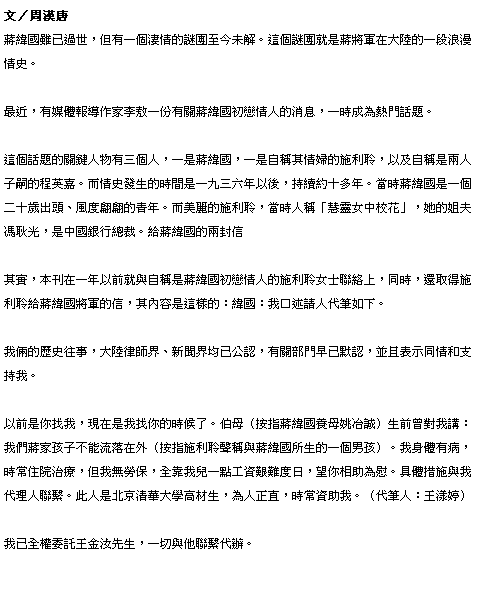 文／周漢唐
蔣緯國雖已過世，但有一個淒情的謎團至今未解。這個謎團就是蔣將軍在大陸的一段浪漫
情史。
最近，有媒體報導作家李敖一份有關蔣緯國初戀情人的消息，一時成為熱門話題。
這個話題的關鍵人物有三個人，一是蔣緯國，一是自稱其情婦的施利聆，以及自稱是兩人
子嗣的程英嘉。而情史發生的時間是一九三六年以後，持續約十多年。當時蔣緯國是一個
二十歲出頭、風度翩翩的青年。而美麗的施利聆，當時人稱「慧靈女中校花」，她的姐夫
馮耿光，是中國銀行總裁。給蔣緯國的兩封信
其實，本刊在一年以前就與自稱是蔣緯國初戀情人的施利聆女士聯絡上，同時，還取得施
利聆給蔣緯國將軍的信，其內容是這樣的：緯國：我口述請人代筆如下。
我倆的歷史往事，大陸律師界、新聞界均已公認，有關部門早已默認，並且表示同情和支
持我。
以前是你找我，現在是我找你的時候了。伯母（按指蔣緯國養母姚冶誠）生前曾對我講：
我們蔣家孩子不能流落在外（按指施利聆聲稱與蔣緯國所生的一個男孩）。我身體有病，
時常住院治療，但我無勞保，全靠我兒一點工資艱難度日，望你相助為慰。具體措施與我
代理人聯繫。此人是北京清華大學高材生，為人正直，時常資助我。（代筆人：王漾婷）
我已全權委託王金汝先生，一切與他聯繫代辦。